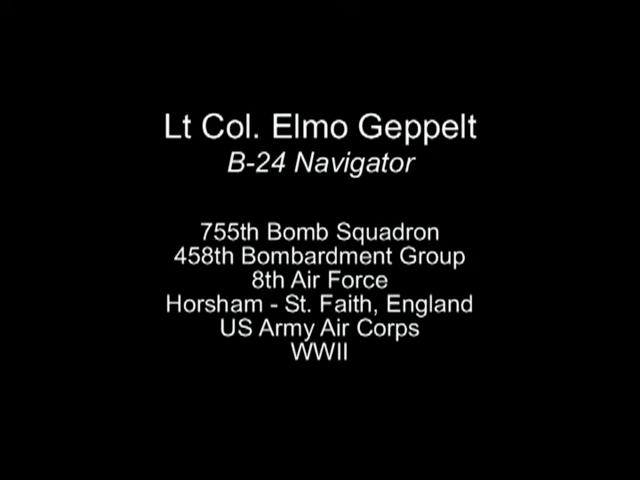 Lt Col. Elmo Geppelt
B-24 Navigator
755th Bomb Squadron
458th Bombardment Group
8th Air Force
Horsham - St. Faith, England
US Army Air Corps
WWII